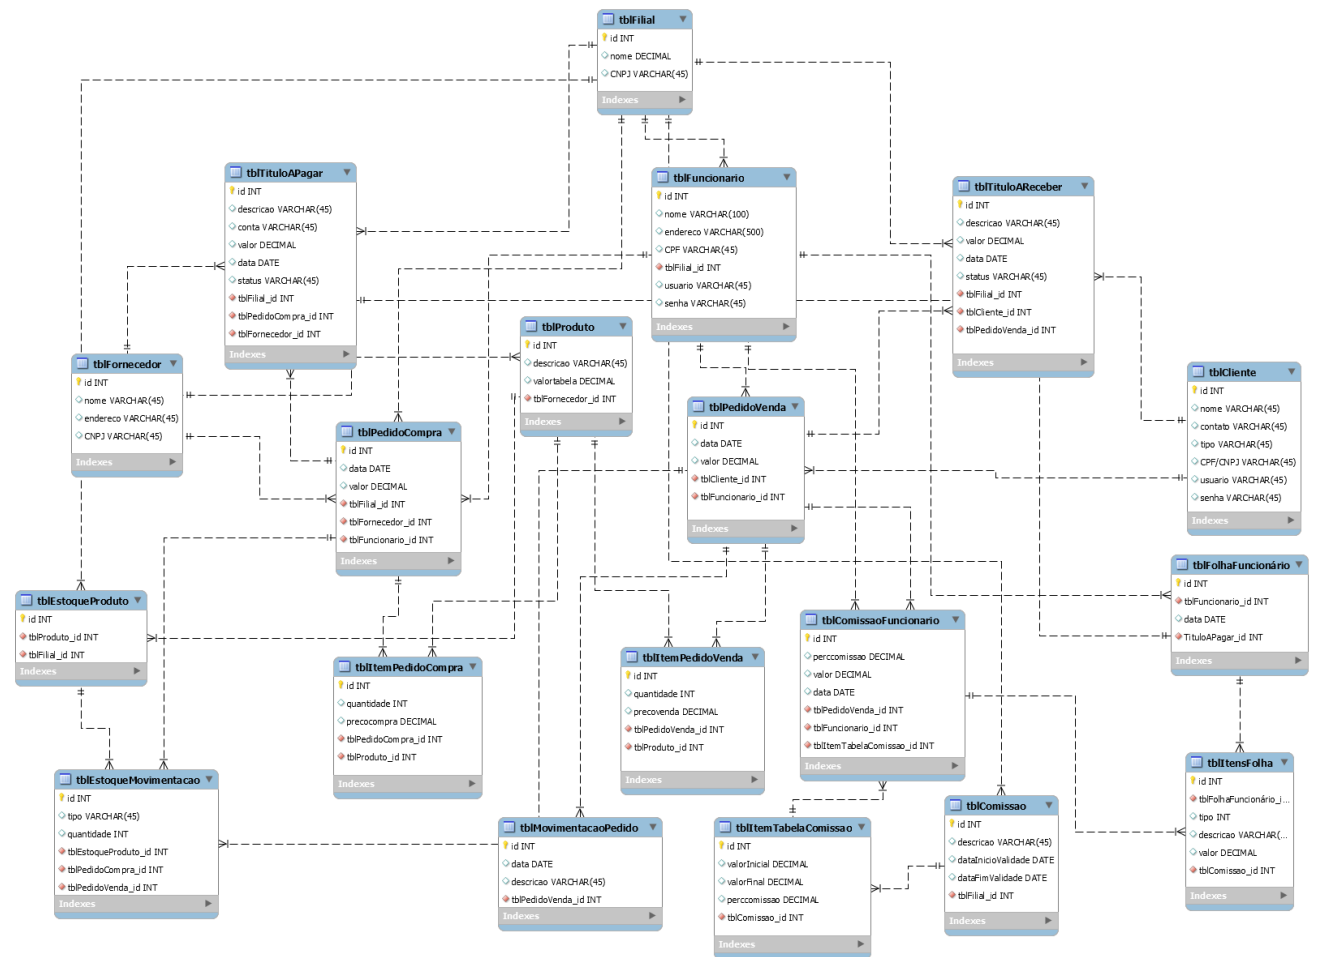 tblFilial
id INT
nome DECIMAL
CNPJ VARCHAR(45)
Indexes
tblTituloAPagar
id INT
descricao VARCHAR(45)
conta VARCHAR(45)
valor DECIMAL
data DATE
status VARCHAR(45)
tblFilial_id INT
tblPedidoCompra_id INT
tblFornecedor_id INT
Indexes
tblFuncionario
id INT
nome VARCHAR(100)
endereco VARCHAR(500)
CPF VARCHAR(45)
tblFilial_id INT
usuario VARCHAR(45)
senha VARCHAR(45)
Indexes
tblTituloAReceber
id INT
descricao VARCHAR(45)
valor DECIMAL
data DATE
status VARCHAR(45)
tblFilial_id INT
tblCliente_id INT
tblPedidoVenda_id INT
Indexes
tblProduto
id INT
descricao VARCHAR(45)
valortabela DECIMAL
tblFornecedor_id INT
Indexes
tblFornecedor
id INT
nome VARCHAR(45)
endereco VARCHAR(45)
CNPJ VARCHAR(45)
Indexes
tblCliente
id INT
nome VARCHAR(45)
contato VARCHAR(45)
tipo VARCHAR(45)
CPF/CNPJ VARCHAR(45)
usuario VARCHAR(45)
senha VARCHAR(45)
Indexes
tblPedidoVenda
id INT
data DATE
valor DECIMAL
tblCliente_id INT
tblFuncionario_id INT
Indexes
tblPedidoCompra
id INT
data DATE
valor DECIMAL
tblFilial_id INT
tblFornecedor_id INT
tblFuncionario_id INT
Indexes
tblFolhaFuncionário
id INT
tblFuncionario_id INT
data DATE
TituloAPagar_id INT
Indexes
tblEstoqueProduto
id INT
tblProduto_id INT
tblFilial_id INT
Indexes
tblComissaoFuncionario
id INT
perccomissao DECIMAL
valor DECIMAL
data DATE
tblPedidoVenda_id INT
tblFuncionario_id INT
tblItemTabelaComissao_id INT
Indexes
tblItemPedidoVenda
id INT
quantidade INT
precovenda DECIMAL
tblPedidoVenda_id INT
tblProduto_id INT
Indexes
tblItemPedidoCompra
id INT
quantidade INT
precocompra DECIMAL
tblPedidoCompra_id INT
tblProduto_id INT
Indexes
tblItensFolha
id INT
tblFolhaFuncionário_i...
tipo INT
descricao VARCHAR(...
valor DECIMAL
tblComissao_id INT
Indexes
tblEstoqueMovimentacao
id INT
tipo VARCHAR(45)
quantidade INT
tblEstoqueProduto_id INT
tblPedidoCompra_id INT
tblPedidoVenda_id INT
Indexes
tblComissao
id INT
descricao VARCHAR(45)
dataInicioValidade DATE
dataFimValidade DATE
tblFilial_id INT
Indexes
tblMovimentacaoPedido
id INT
data DATE
descricao VARCHAR(45)
tblPedidoVenda_id INT
Indexes
tblItemTabelaComissao
id INT
valorInicial DECIMAL
valorFinal DECIMAL
perccomissao DECIMAL
tblComissao_id INT
Indexes